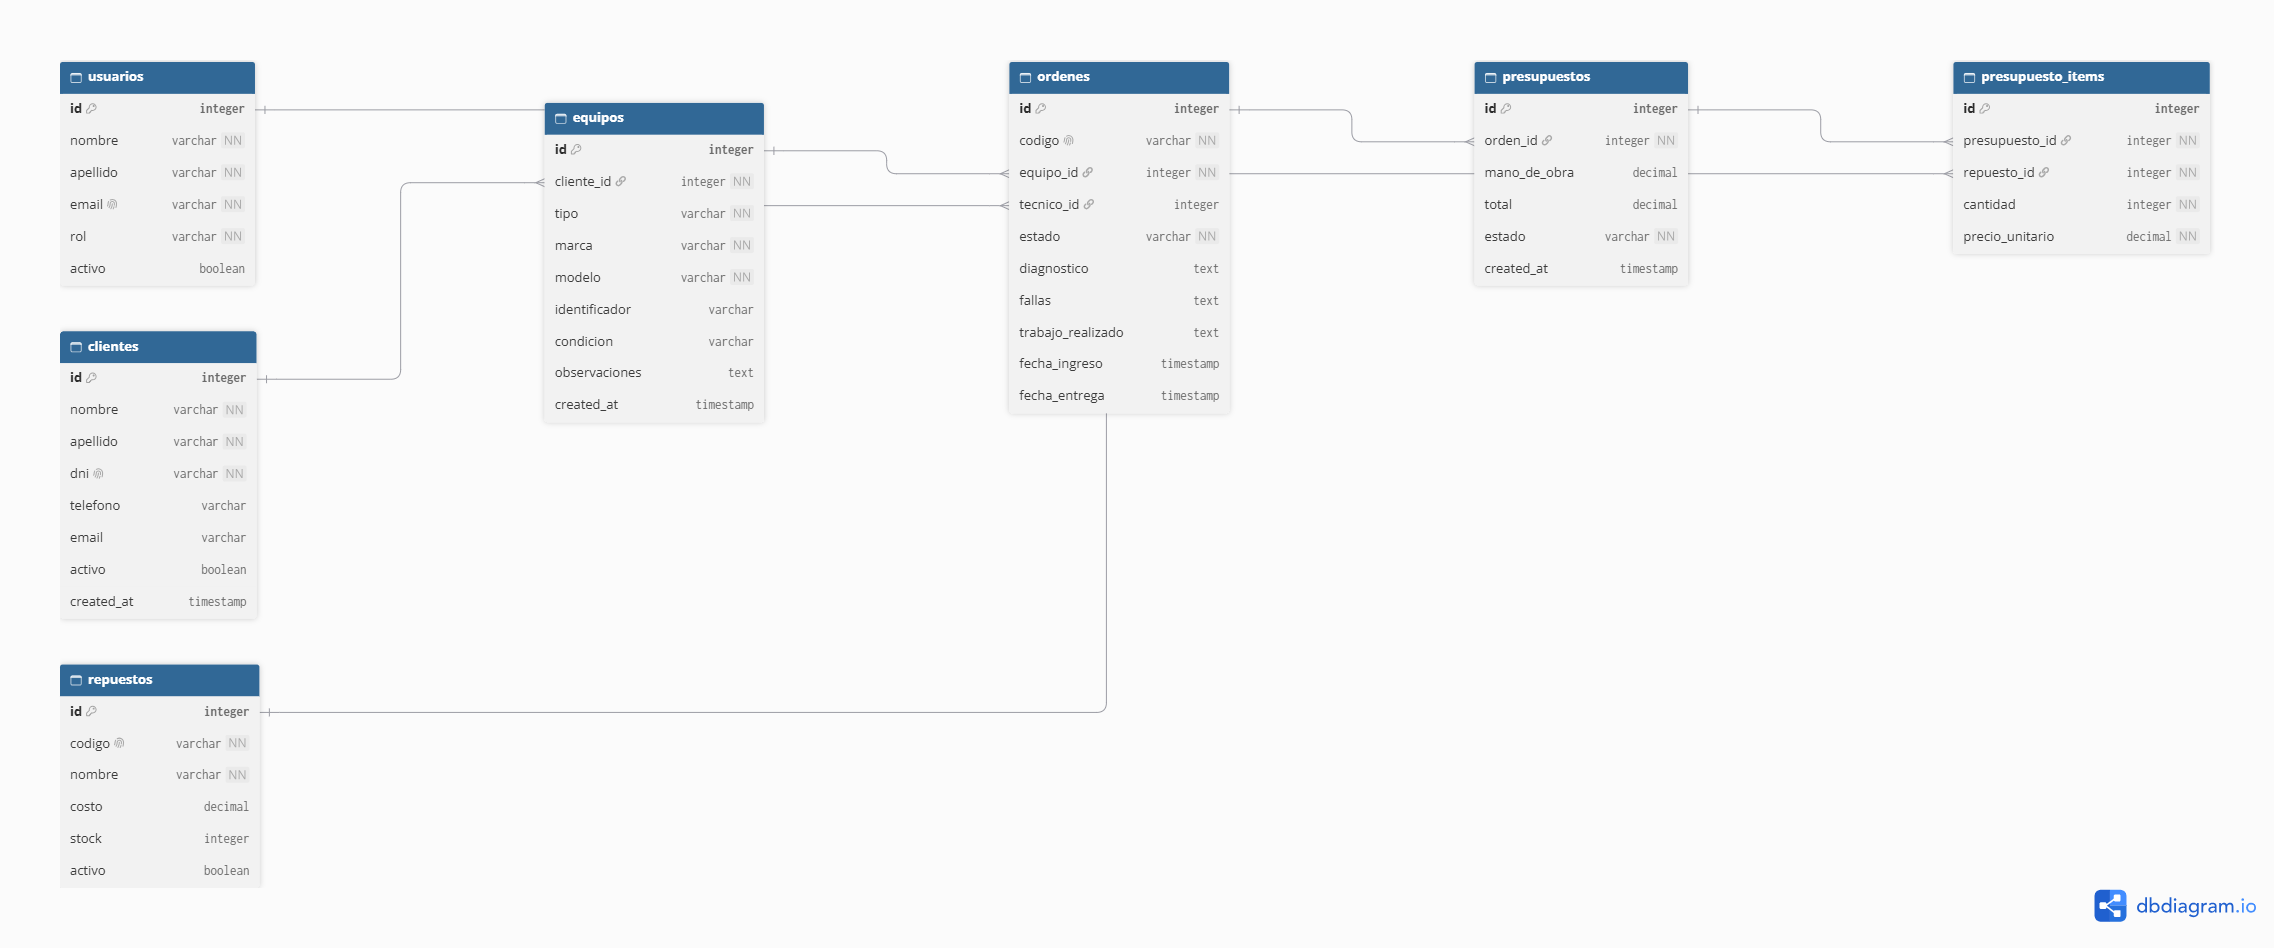 usuarios
id integer
nombre varchar NN
apellido varchar NN
email varchar NN
rol varchar NN
activo boolean
clientes
id integer
nombre varchar NN
apellido varchar NN
dni varchar NN
telefono varchar
email varchar
activo boolean
created_at timestamp
repuestos
id integer
codigo varchar NN
nombre varchar NN
costo decimal
stock integer
activo boolean
equipos
id integer
cliente_id integer NN
tipo varchar NN
marca varchar NN
modelo varchar NN
identificador varchar
condicion varchar
observaciones text
created_at timestamp
ordenes
id integer
codigo varchar NN
equipo_id integer NN
tecnico_id integer
estado varchar NN
diagnostico text
fallas text
trabajo_realizado text
fecha_ingreso timestamp
fecha_entrega timestamp
presupuestos
id integer
orden_id integer NN
mano_de_obra decimal
total decimal
estado varchar NN
created_at timestamp
presupuesto_items
id integer
presupuesto_id integer NN
repuesto_id integer NN
cantidad integer NN
precio_unitario decimal NN
dbdiagram.io